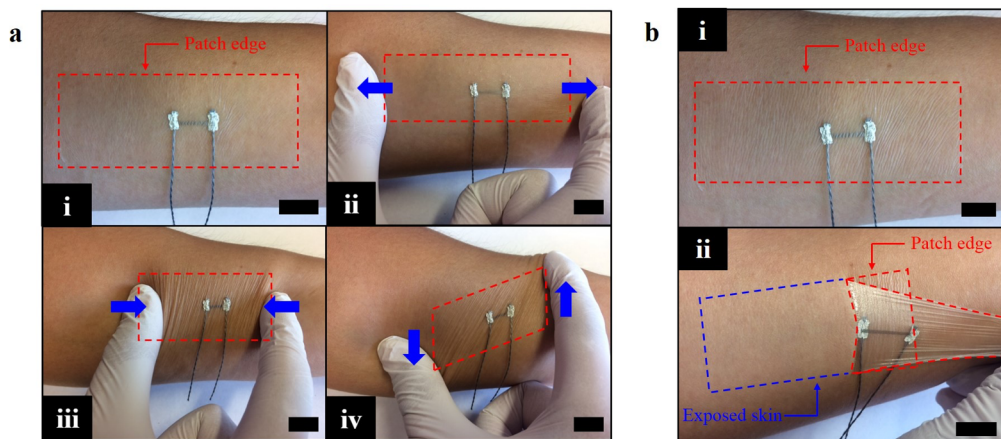 a
Patch edge
i
ii
iii
iv
b
i
Patch edge
ii
Patch edge
Exposed skin